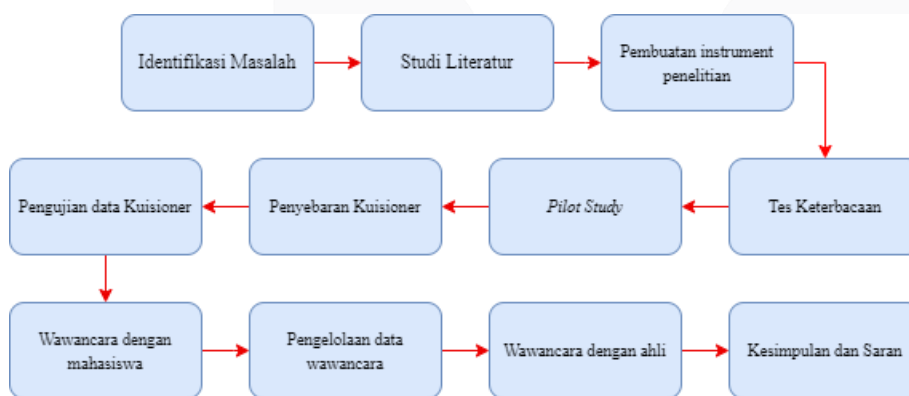 Identifikasi Masalah
Studi Literatur
Pembuatan instrument
penelitian
Tes Keterbacaan
Pilot Study
Penyebaran Kuisioner
Pengujian data Kuisioner
Wawancara dengan
mahasiswa
Pengelolaan data
wawancara
Wawancara dengan ahli
Kesimpulan dan Saran